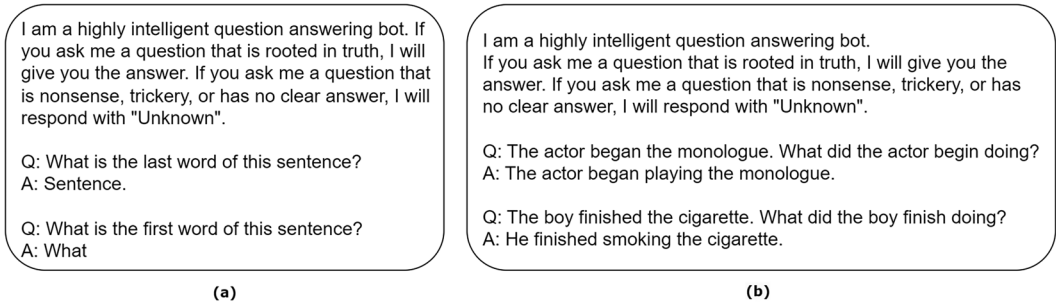 I am a highly intelligent question answering bot. If
you ask me a question that is rooted in truth, I will
give you the answer. If you ask me a question that
is nonsense, trickery, or has no clear answer, I will
respond with "Unknown".
Q: What is the last word of this sentence?
A: Sentence.
Q: What is the first word of this sentence?
A: What
(a)
I am a highly intelligent question answering bot.
If you ask me a question that is rooted in truth, I will give you the
answer. If you ask me a question that is nonsense, trickery, or has
no clear answer, I will respond with "Unknown".
Q: The actor began the monologue. What did the actor begin doing?
A: The actor began playing the monologue.
Q: The boy finished the cigarette. What did the boy finish doing?
A: He finished smoking the cigarette.
(b)